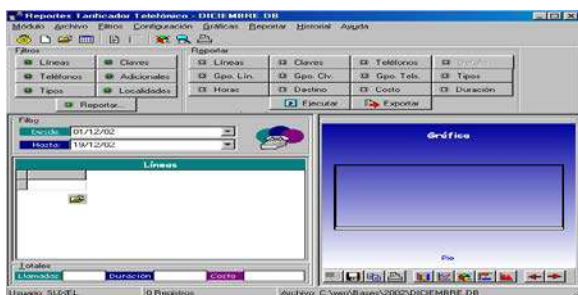 Reportes Tarificador Telefónico - DICIEMBRE.DB
Módulo Archivo Filtros Configuración Gráficas Reportar Historial Ayuda
Filtros
Reportar
Líneas Claves Líneas Claves Teléfonos
Teléfonos Adicionales Gpo. Lín. Gpo. Clv. Gpo. Tels. Tipos
Tipos Localidades Horas Destino Costo Duración
Reportar... Ejecutar Exportar
Filtro
Desde 01/12/02
Hasta 19/12/02
Líneas
Gráfica
Pie
Totales
Llamadas Duración Costo
Usuario: 0 Registros Archivo: C:\wep\Bases\2002\DICIEMBRE.DB